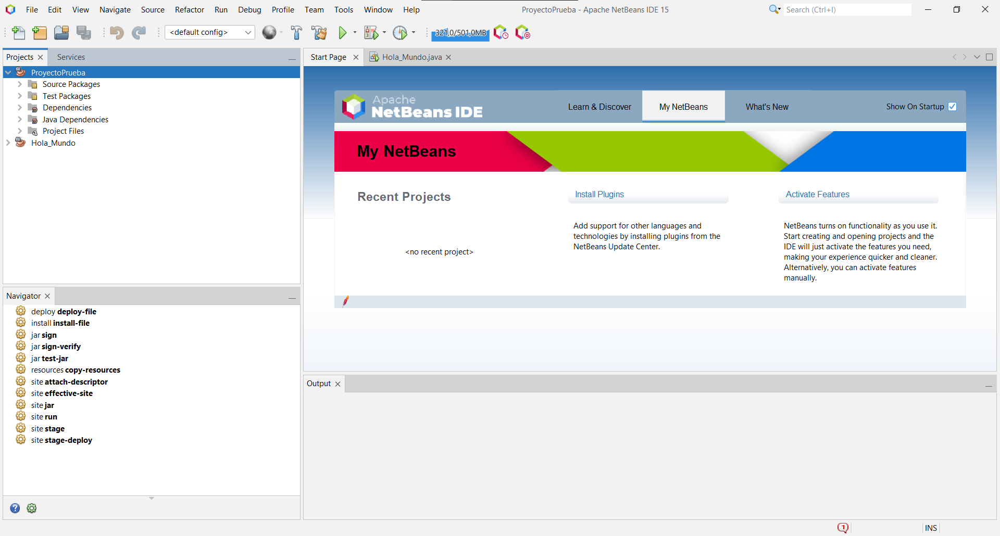 File Edit View Navigate Source Refactor Run Debug Profile Team Tools Window Help
ProyectoPrueba - Apache NetBeans IDE 15
Search (Ctrl+I)
<default config>
321,0/501,0MB
Projects
Services
ProyectoPrueba
Source Packages
Test Packages
Dependencies
Java Dependencies
Project Files
Hola_Mundo
Navigator
deploy deploy-file
install install-file
jar sign
jar sign-verify
jar test-jar
resources copy-resources
site attach-descriptor
site effective-site
site jar
site run
site stage
site stage-deploy
Start Page
Hola_Mundo.java
Apache
NetBeans IDE
Learn & Discover
My NetBeans
What's New
Show On Startup
My NetBeans
Recent Projects
<no recent project>
Install Plugins
Add support for other languages and
technologies by installing plugins from the
NetBeans Update Center.
Activate Features
NetBeans turns on functionality as you use it.
Start creating and opening projects and the
IDE will just activate the features you need,
making your experience quicker and cleaner.
Alternatively, you can activate features
manually.
Output
1
INS